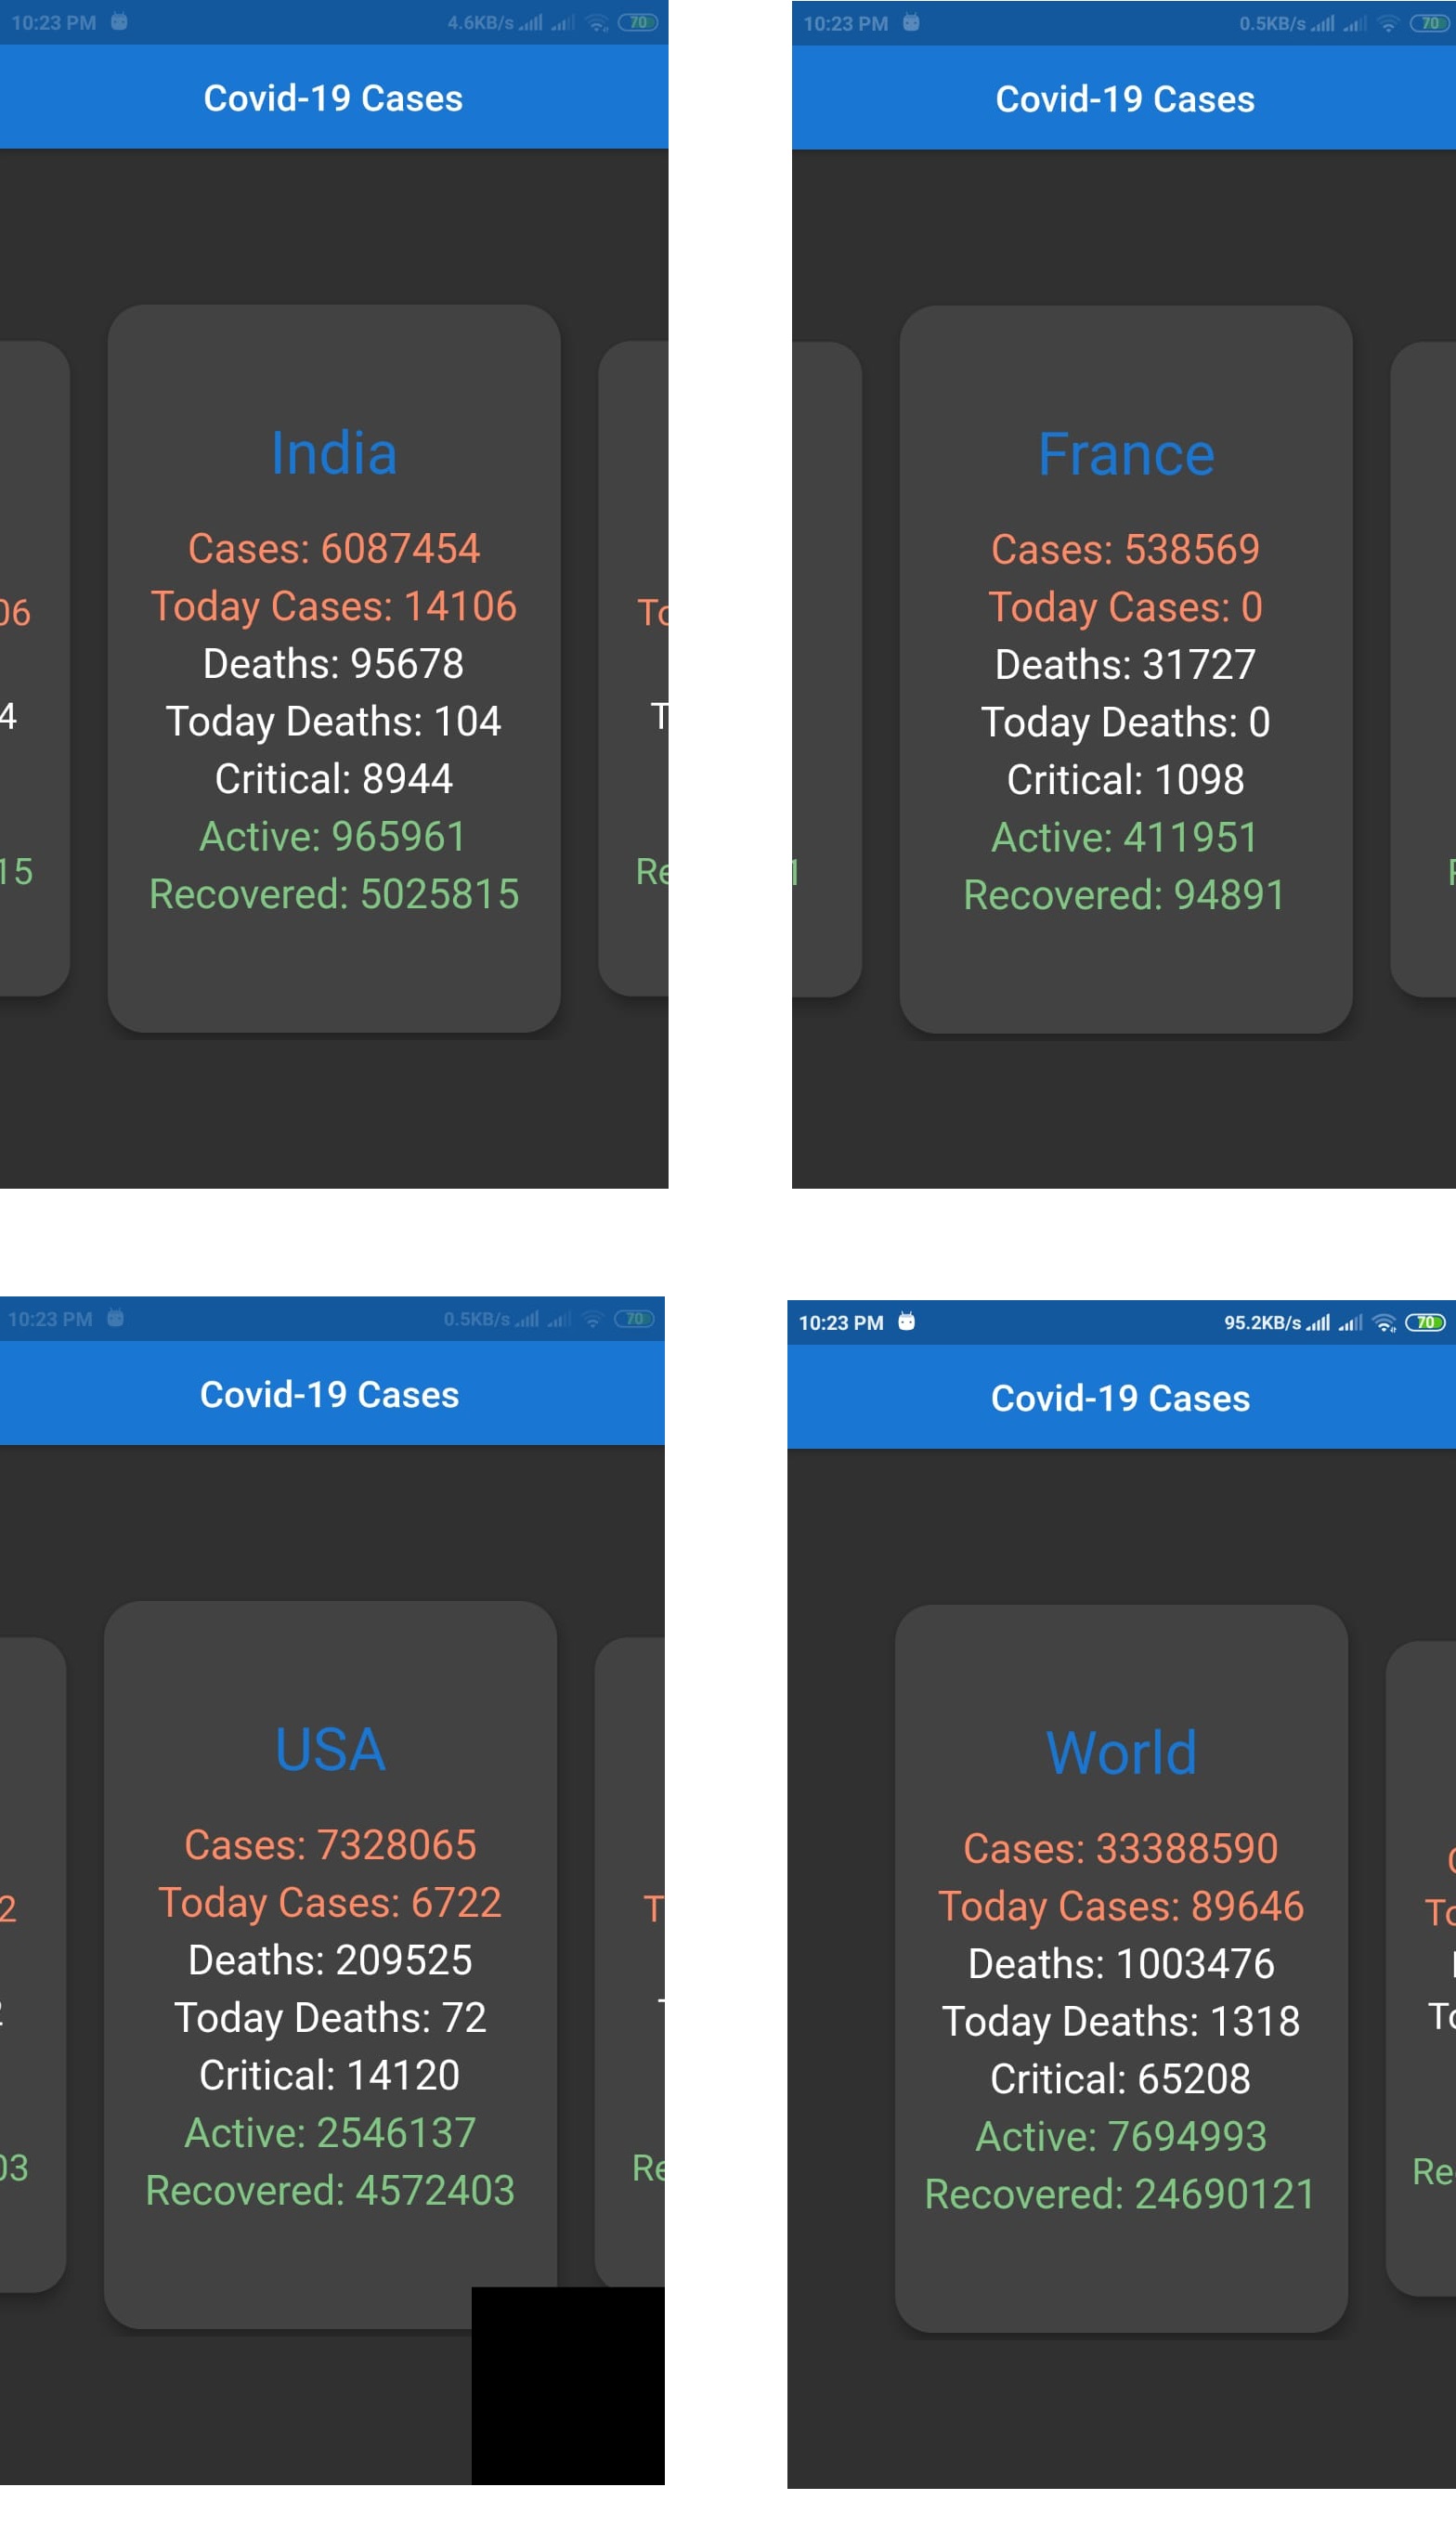 10:23 PM 4.6KB/s 70
Covid-19 Cases
India
Cases: 6087454
Today Cases: 14106
Deaths: 95678
Today Deaths: 104
Critical: 8944
Active: 965961
Recovered: 5025815
06
4
15
To
T
Re
10:23 PM 0.5KB/s 70
Covid-19 Cases
France
Cases: 538569
Today Cases: 0
Deaths: 31727
Today Deaths: 0
Critical: 1098
Active: 411951
Recovered: 94891
1
10:23 PM 0.5KB/s 70
Covid-19 Cases
USA
Cases: 7328065
Today Cases: 6722
Deaths: 209525
Today Deaths: 72
Critical: 14120
Active: 2546137
Recovered: 4572403
2
03
T
Re
10:23 PM 95.2KB/s 70
Covid-19 Cases
World
Cases: 33388590
Today Cases: 89646
Deaths: 1003476
Today Deaths: 1318
Critical: 65208
Active: 7694993
Recovered: 24690121
To
To
Re